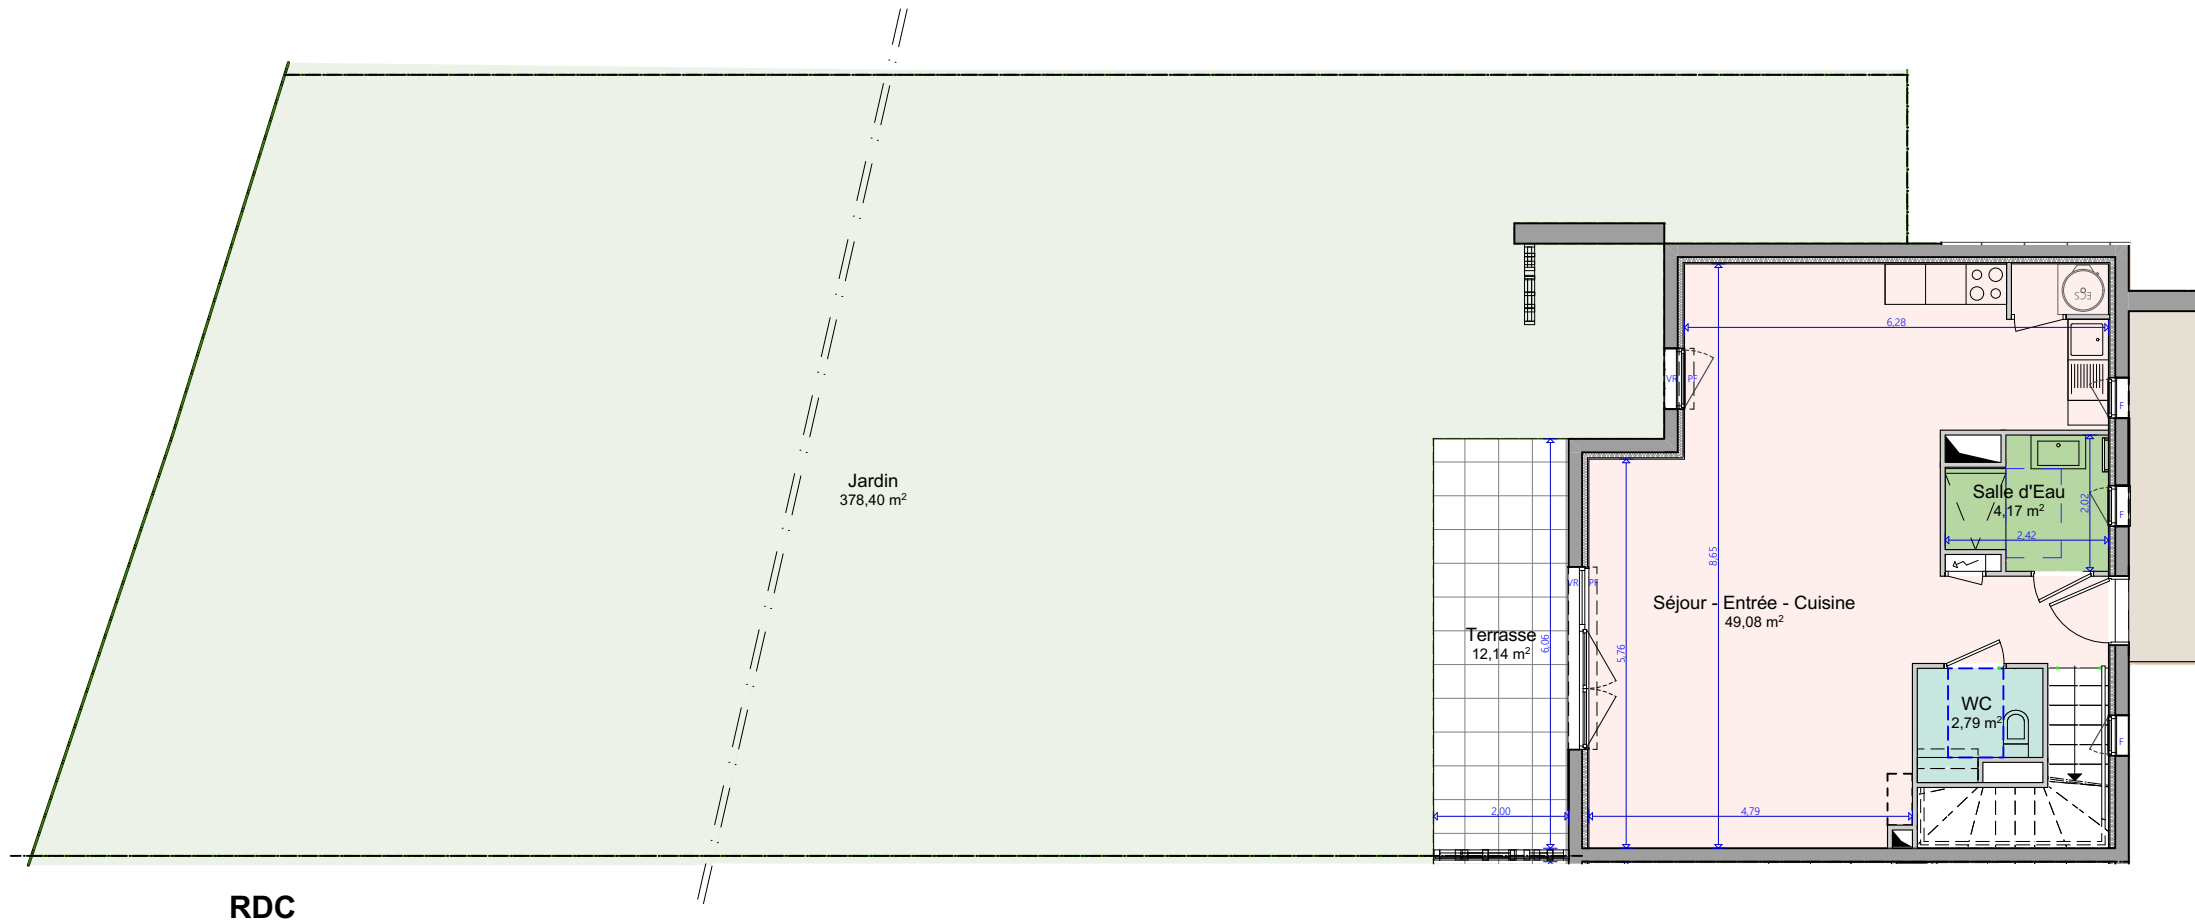 ECS
6,28
VR PF
F
Jardin
378,40 m²
Salle d'Eau
4,17 m²
2,02
F
2,42
8,65
VR PF
Séjour - Entrée - Cuisine
49,08 m²
Terrasse
12,14 m²
6,06
5,76
WC
2,79 m²
F
2,00
4,79
RDC